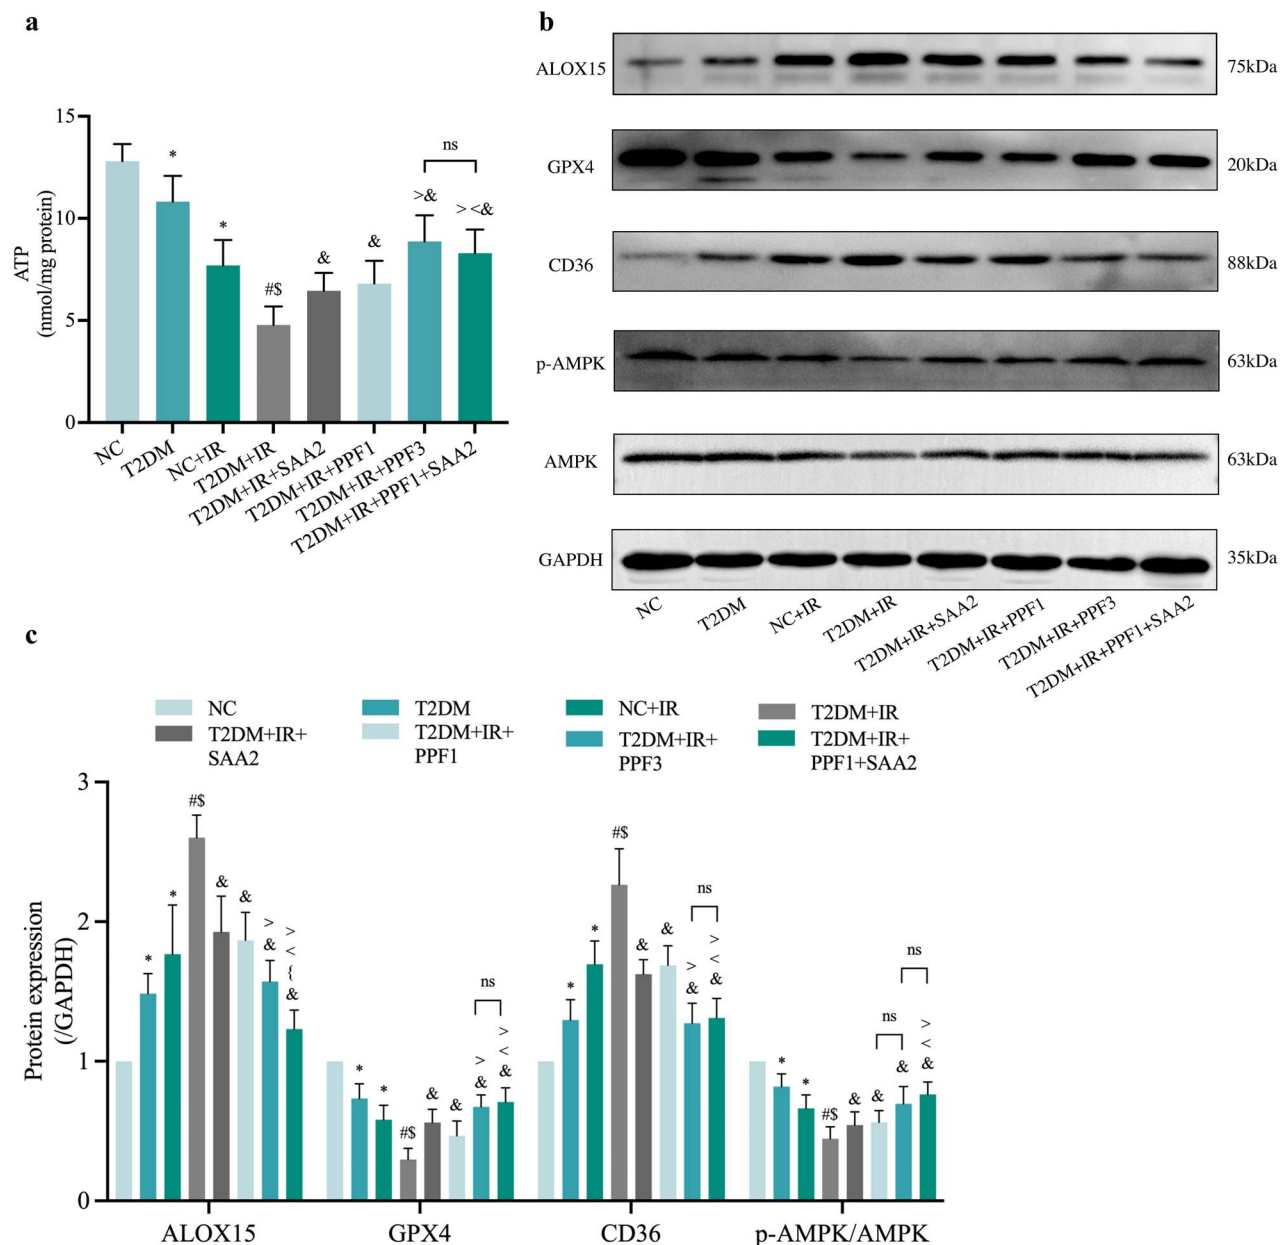 a
15
10
5
0
ATP
(nmol/mg protein)
*
*
#$
&
&
>&
> <&
ns
NC
T2DM
NC+IR
T2DM+IR
T2DM+IR+SAA2
T2DM+IR+PPF1
T2DM+IR+PPF3
T2DM+IR+PPF1+SAA2
b
ALOX15
75kDa
GPX4
20kDa
CD36
88kDa
p-AMPK
63kDa
AMPK
63kDa
GAPDH
35kDa
NC
T2DM
NC+IR
T2DM+IR
T2DM+IR+SAA2
T2DM+IR+PPF1
T2DM+IR+PPF3
T2DM+IR+PPF1+SAA2
c
NC
T2DM
NC+IR
T2DM+IR
T2DM+IR+
SAA2
T2DM+IR+
PPF1
T2DM+IR+
PPF3
T2DM+IR+
PPF1+SAA2
Protein expression
(/GAPDH)
3
2
1
0
*
*
#$
&
&
>
&
>
<
{
&
*
*
#$
&
&
>
&
ns
>
<
&
*
*
#$
&
&
>
&
ns
>
<
&
*
*
#$
&
&
ns
&
ns
>
<
&
ALOX15
GPX4
CD36
p-AMPK/AMPK